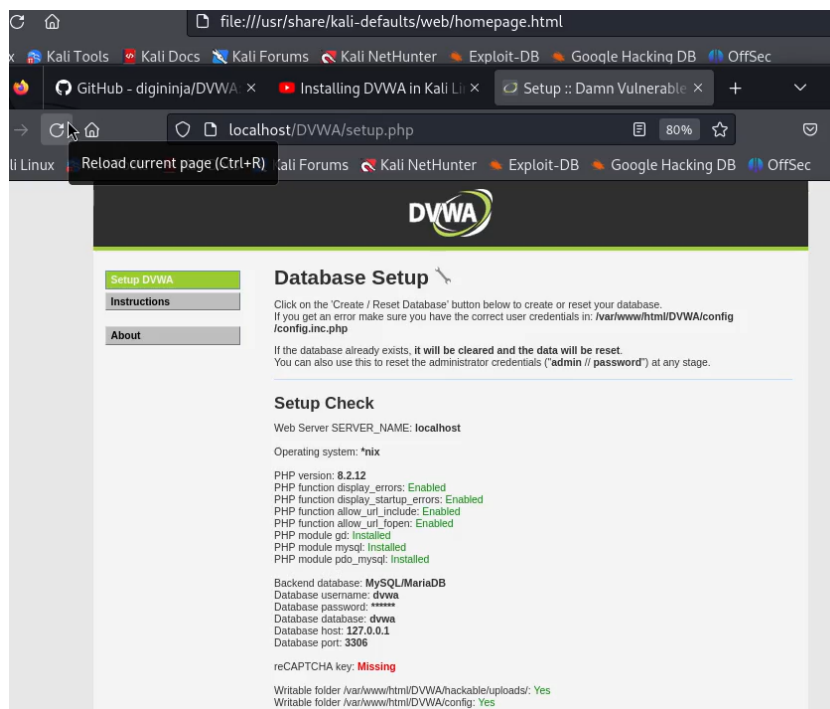 file:///usr/share/kali-defaults/web/homepage.html
x Kali Tools Kali Docs Kali Forums Kali NetHunter Exploit-DB Google Hacking DB OffSec
GitHub - digininja/DVWA: × Installing DVWA in Kali Li × Setup :: Damn Vulnerable × +
localhost/DVWA/setup.php 80%
li Linux Kali Forums Kali NetHunter Exploit-DB Google Hacking DB OffSec
Reload current page (Ctrl+R)
DVWA
Setup DVWA
Instructions
About
Database Setup
Click on the 'Create / Reset Database' button below to create or reset your database.
If you get an error make sure you have the correct user credentials in: /var/www/html/DVWA/config
/config.inc.php
If the database already exists, it will be cleared and the data will be reset.
You can also use this to reset the administrator credentials ("admin // password") at any stage.
Setup Check
Web Server SERVER_NAME: localhost
Operating system: *nix
PHP version: 8.2.12
PHP function display_errors: Enabled
PHP function display_startup_errors: Enabled
PHP function allow_url_include: Enabled
PHP function allow_url_fopen: Enabled
PHP module gd: Installed
PHP module mysql: Installed
PHP module pdo_mysql: Installed
Backend database: MySQL/MariaDB
Database username: dvwa
Database password: ******
Database database: dvwa
Database host: 127.0.0.1
Database port: 3306
reCAPTCHA key: Missing
Writable folder /var/www/html/DVWA/hackable/uploads/: Yes
Writable folder /var/www/html/DVWA/config: Yes